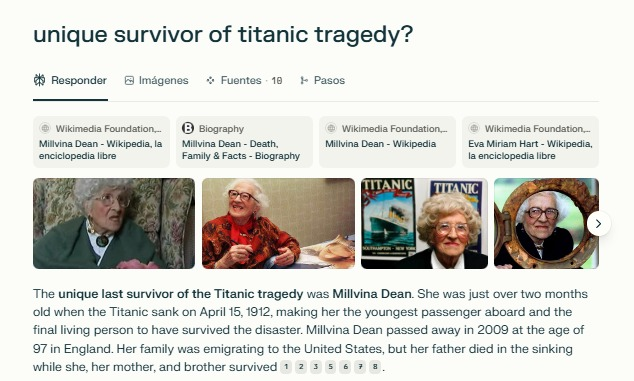 unique survivor of titanic tragedy?
Responder Imágenes Fuentes · 10 Pasos
Wikimedia Foundation,...
Millvina Dean - Wikipedia, la
enciclopedia libre
B Biography
Millvina Dean - Death,
Family & Facts - Biography
Wikimedia Foundation,...
Millvina Dean - Wikipedia
Wikimedia Foundation,...
Eva Miriam Hart - Wikipedia,
la enciclopedia libre
TITANIC
SOUTHAMPTON ~ NEW YORK
TITANIC
The unique last survivor of the Titanic tragedy was Millvina Dean. She was just over two months
old when the Titanic sank on April 15, 1912, making her the youngest passenger aboard and the
final living person to have survived the disaster. Millvina Dean passed away in 2009 at the age of
97 in England. Her family was emigrating to the United States, but her father died in the sinking
while she, her mother, and brother survived 1 2 3 5 6 7 8 .